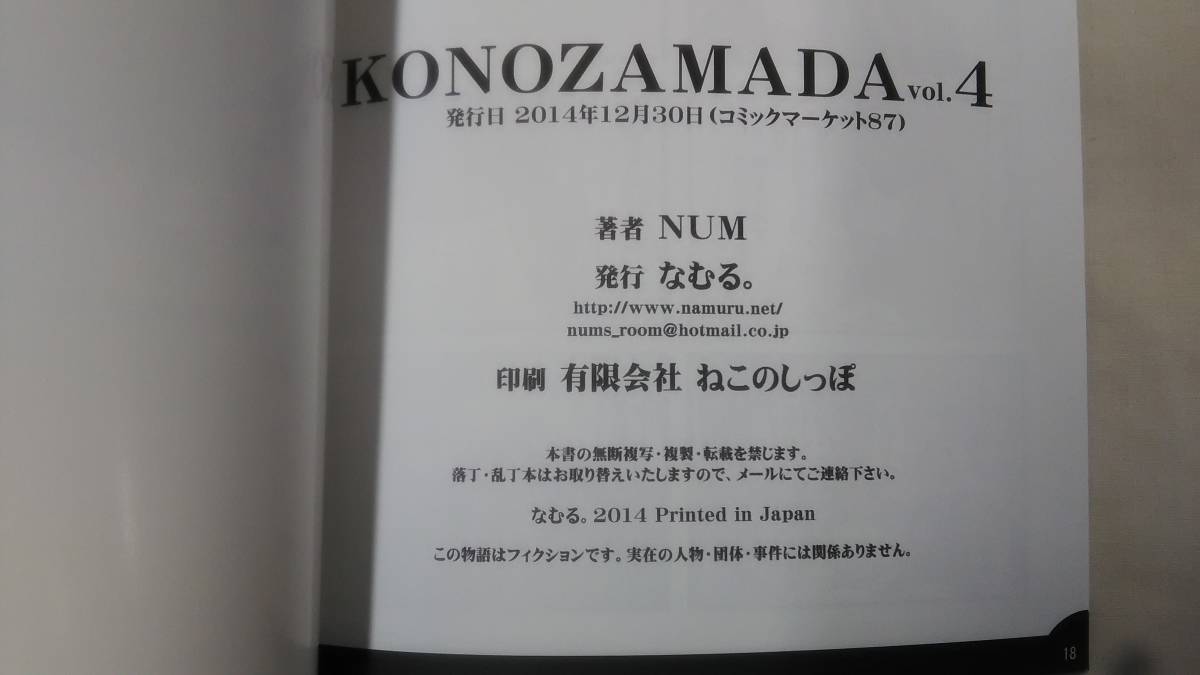 KONOZAMADA vol.4
発行日 2014年12月30日(コミックマーケット87)
著者 NUM
発行 なむる。
http://www.namuru.net/
nums_room@hotmail.co.jp
印刷 有限会社 ねこのしっぽ
本書の無断複写・複製・転載を禁じます。
落丁・乱丁本はお取り替えいたしますので、メールにてご連絡下さい。
なむる。2014 Printed in Japan
この物語はフィクションです。実在の人物・団体・事件には関係ありません。
18